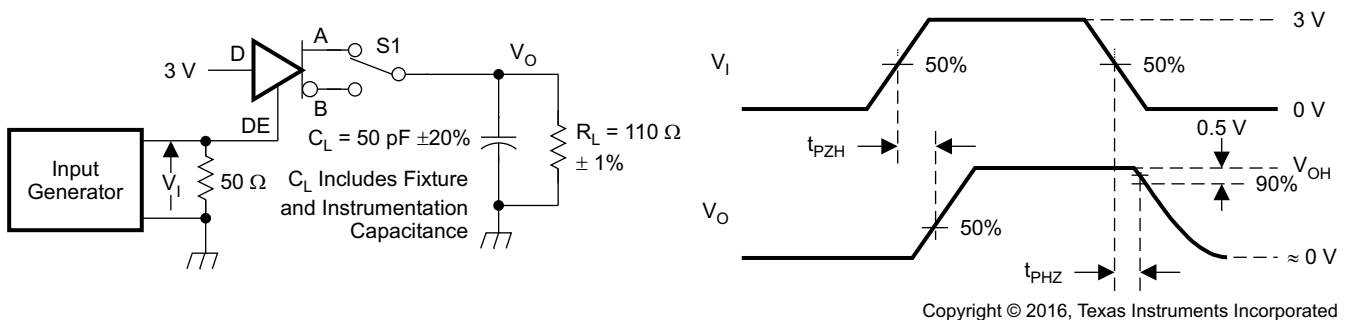 D
3 V
A
S1
B
DE
V_O
Input
Generator
V_I
50 Ω
C_L = 50 pF ±20%
C_L Includes Fixture
and Instrumentation
Capacitance
R_L = 110 Ω
± 1%
V_I
50%
50%
3 V
0 V
t_PZH
0.5 V
V_OH
90%
V_O
50%
t_PHZ
≈ 0 V
Copyright © 2016, Texas Instruments Incorporated